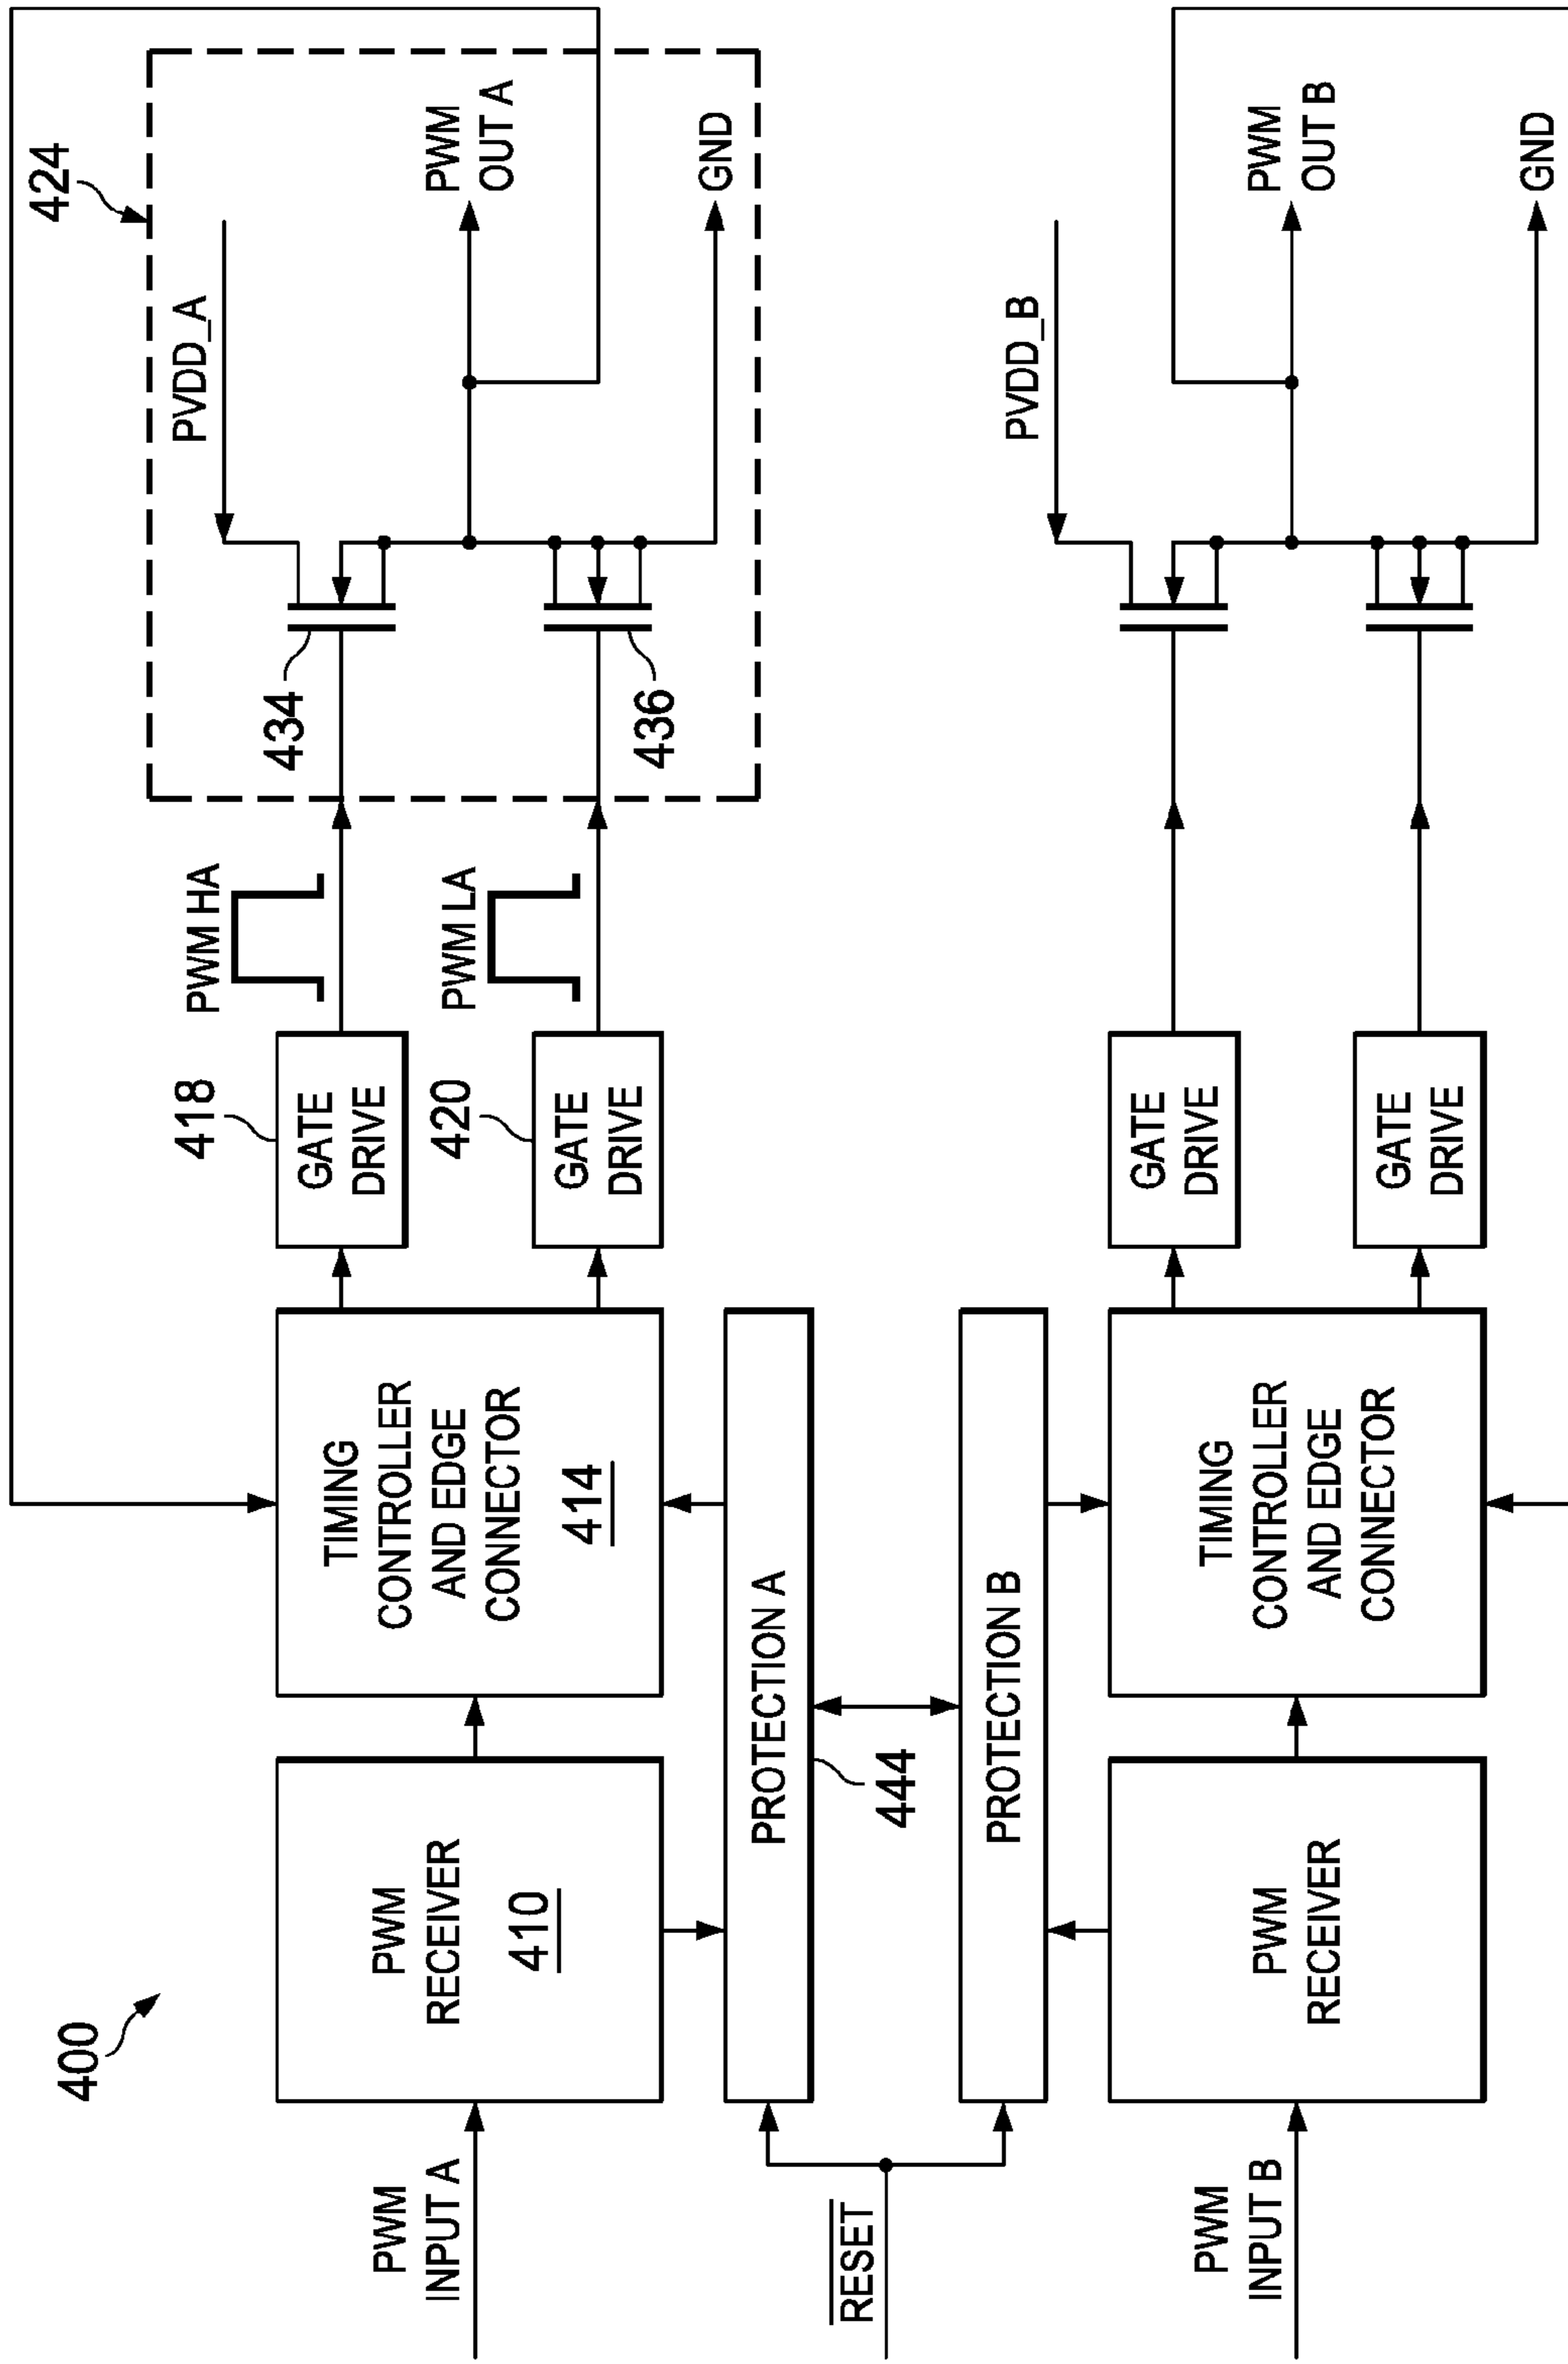 400
PWM
INPUT A
PWM
RECEIVER
410
TIMING
CONTROLLER
AND EDGE
CONNECTOR
414
418
GATE
DRIVE
420
GATE
DRIVE
PWM HA
PWM LA
424
434
436
PVDD_A
PWM
OUT A
GND
RESET
PROTECTION A
444
PROTECTION B
PWM
INPUT B
PWM
RECEIVER
TIMING
CONTROLLER
AND EDGE
CONNECTOR
GATE
DRIVE
GATE
DRIVE
PVDD_B
PWM
OUT B
GND